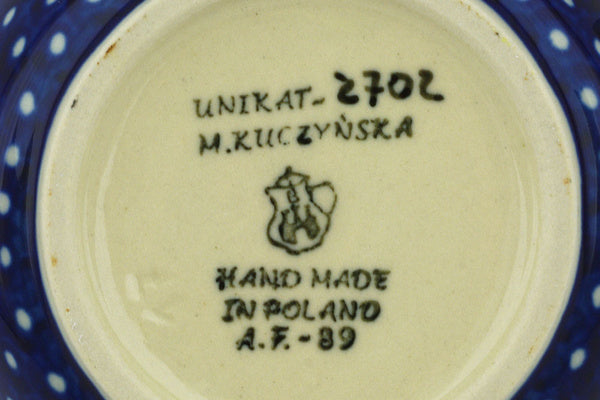 UNIKAT- 2702
M.KUCZYŃSKA
HAND MADE
IN POLAND
A.F.-89